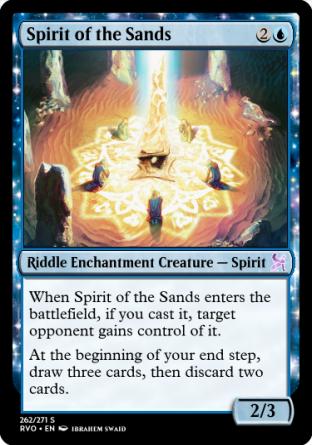 Spirit of the Sands 2
Riddle Enchantment Creature — Spirit
When Spirit of the Sands enters the
battlefield, if you cast it, target
opponent gains control of it.
At the beginning of your end step,
draw three cards, then discard two
cards.
2/3
262/271 S
RVO • EN IBRAHEM SWAID